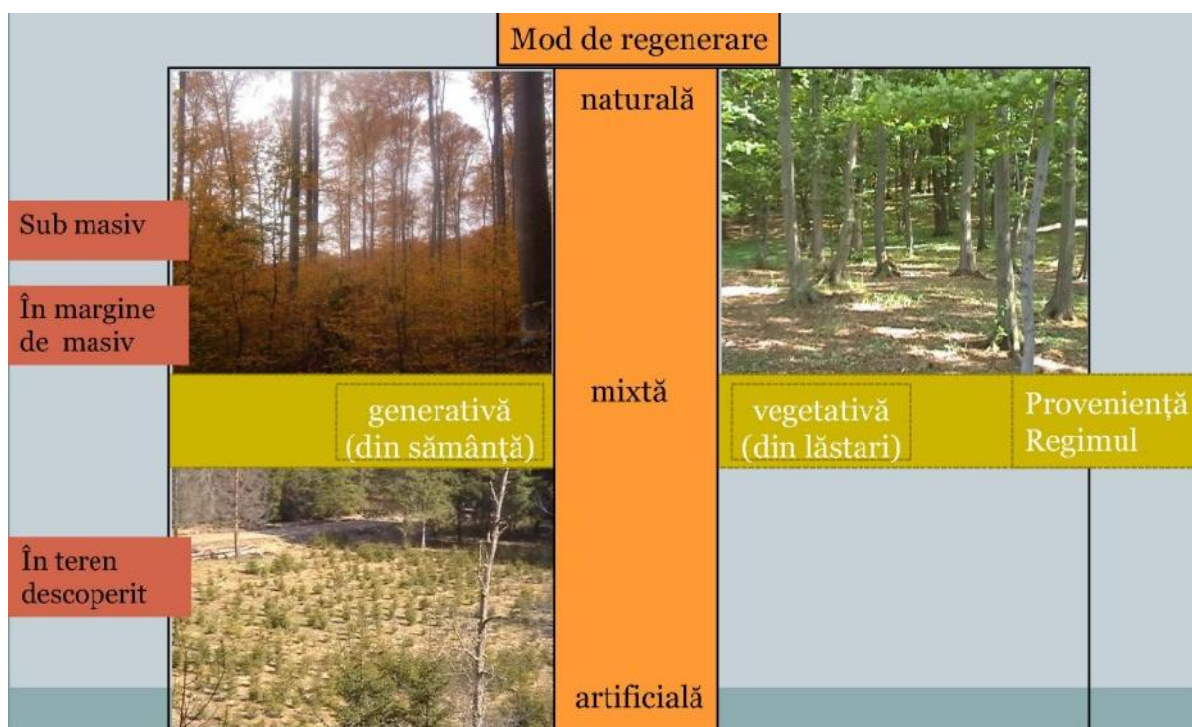 Mod de regenerare
naturală
Sub masiv
În margine
de masiv
mixtă
generativă
(din sămânță)
vegetativă
(din lăstari)
Proveniență
Regimul
În teren
descoperit
artificială